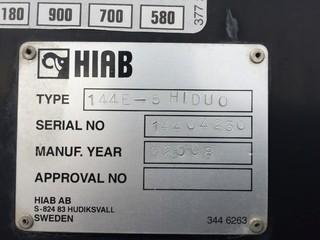 180 900 700 580
377
HIAB
TYPE 144E-5 HIDUO
SERIAL NO
MANUF. YEAR
APPROVAL NO
HIAB AB
S-824 83 HUDIKSVALL
SWEDEN 344 6263